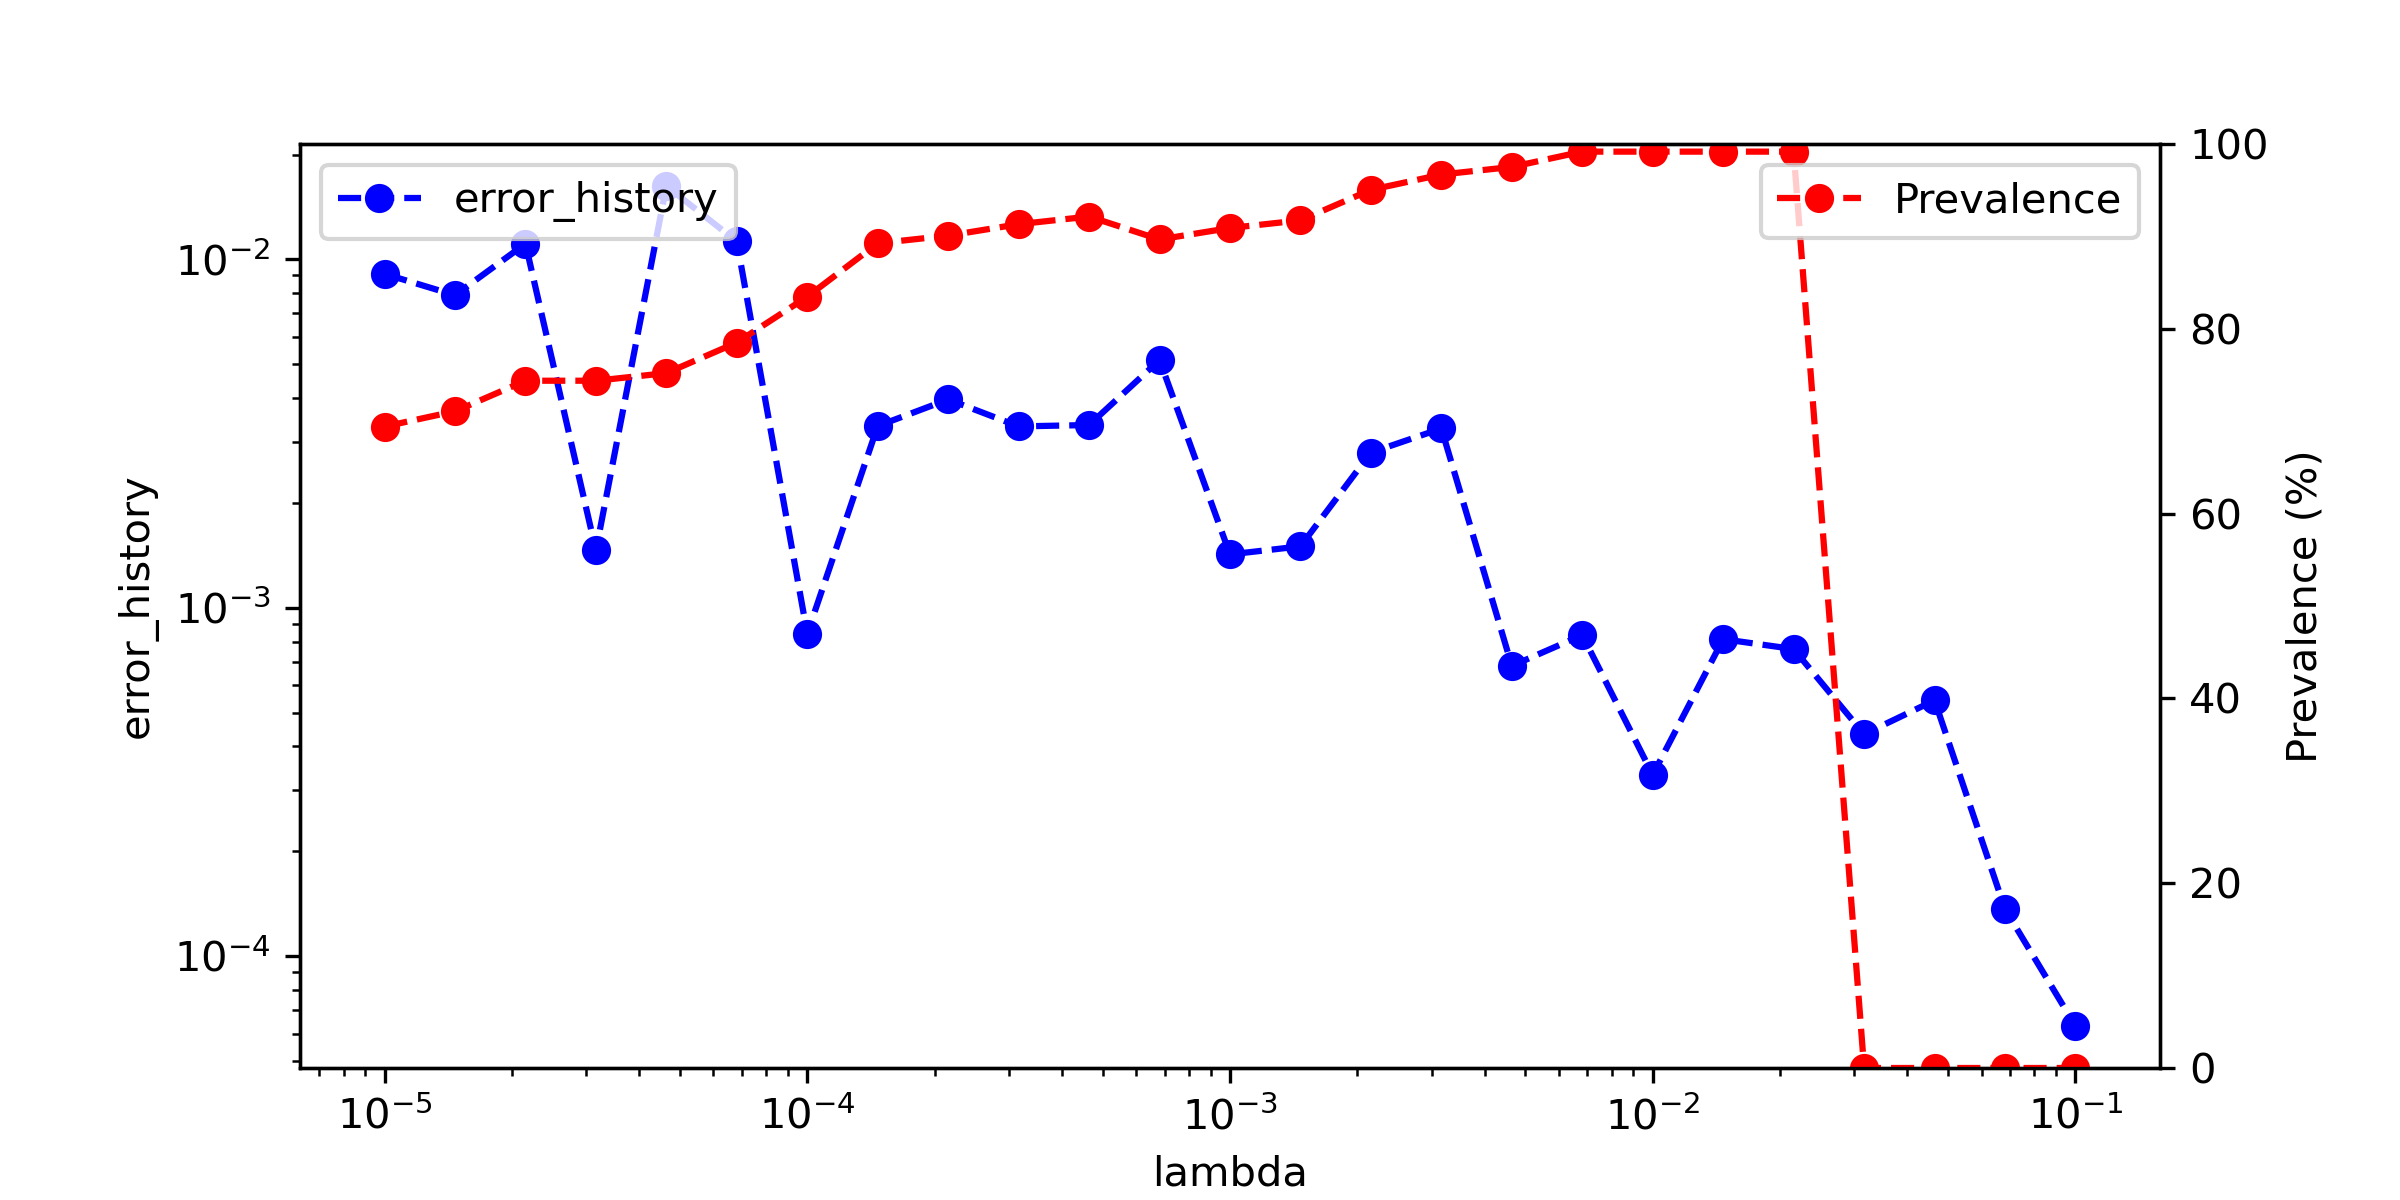 error_history
Prevalence
10⁻²
10⁻³
10⁻⁴
error_history
100
80
60
40
20
0
Prevalence (%)
10⁻⁵
10⁻⁴
10⁻³
10⁻²
10⁻¹
lambda